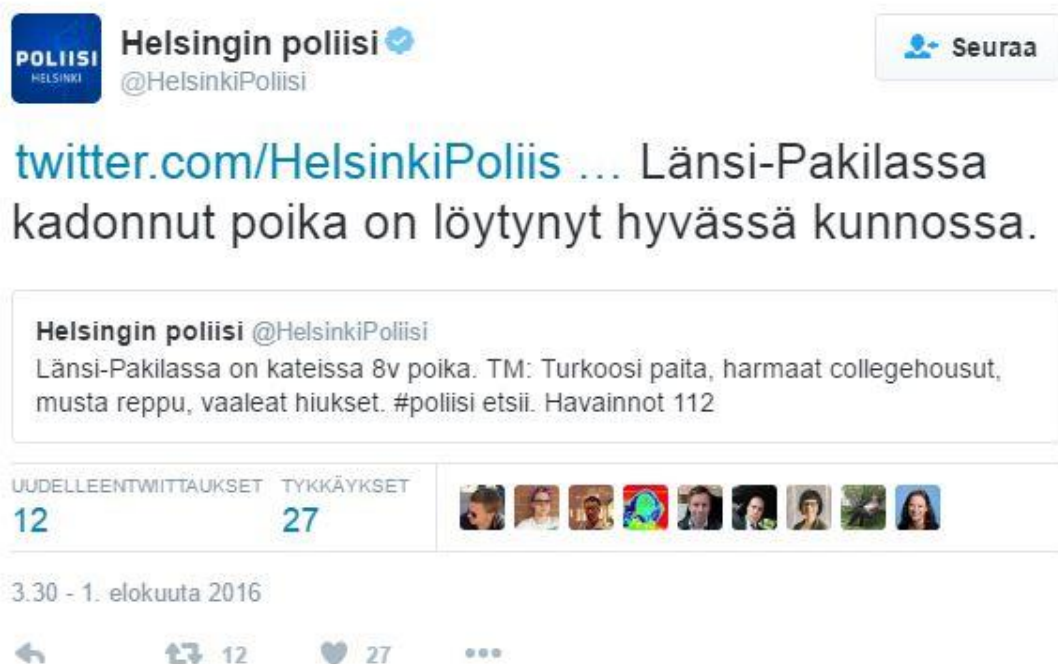 POLIISI
HELSINKI
Helsingin poliisi
@HelsinkiPoliisi
Seuraa
twitter.com/HelsinkiPoliis … Länsi-Pakilassa
kadonnut poika on löytynyt hyvässä kunnossa.
Helsingin poliisi @HelsinkiPoliisi
Länsi-Pakilassa on kateissa 8v poika. TM: Turkoosi paita, harmaat collegehousut,
musta reppu, vaaleat hiukset. #poliisi etsii. Havainnot 112
UUDELLEENTWIITTAUKSET TYKKÄYKSET
12 27
3.30 - 1. elokuuta 2016
12 27